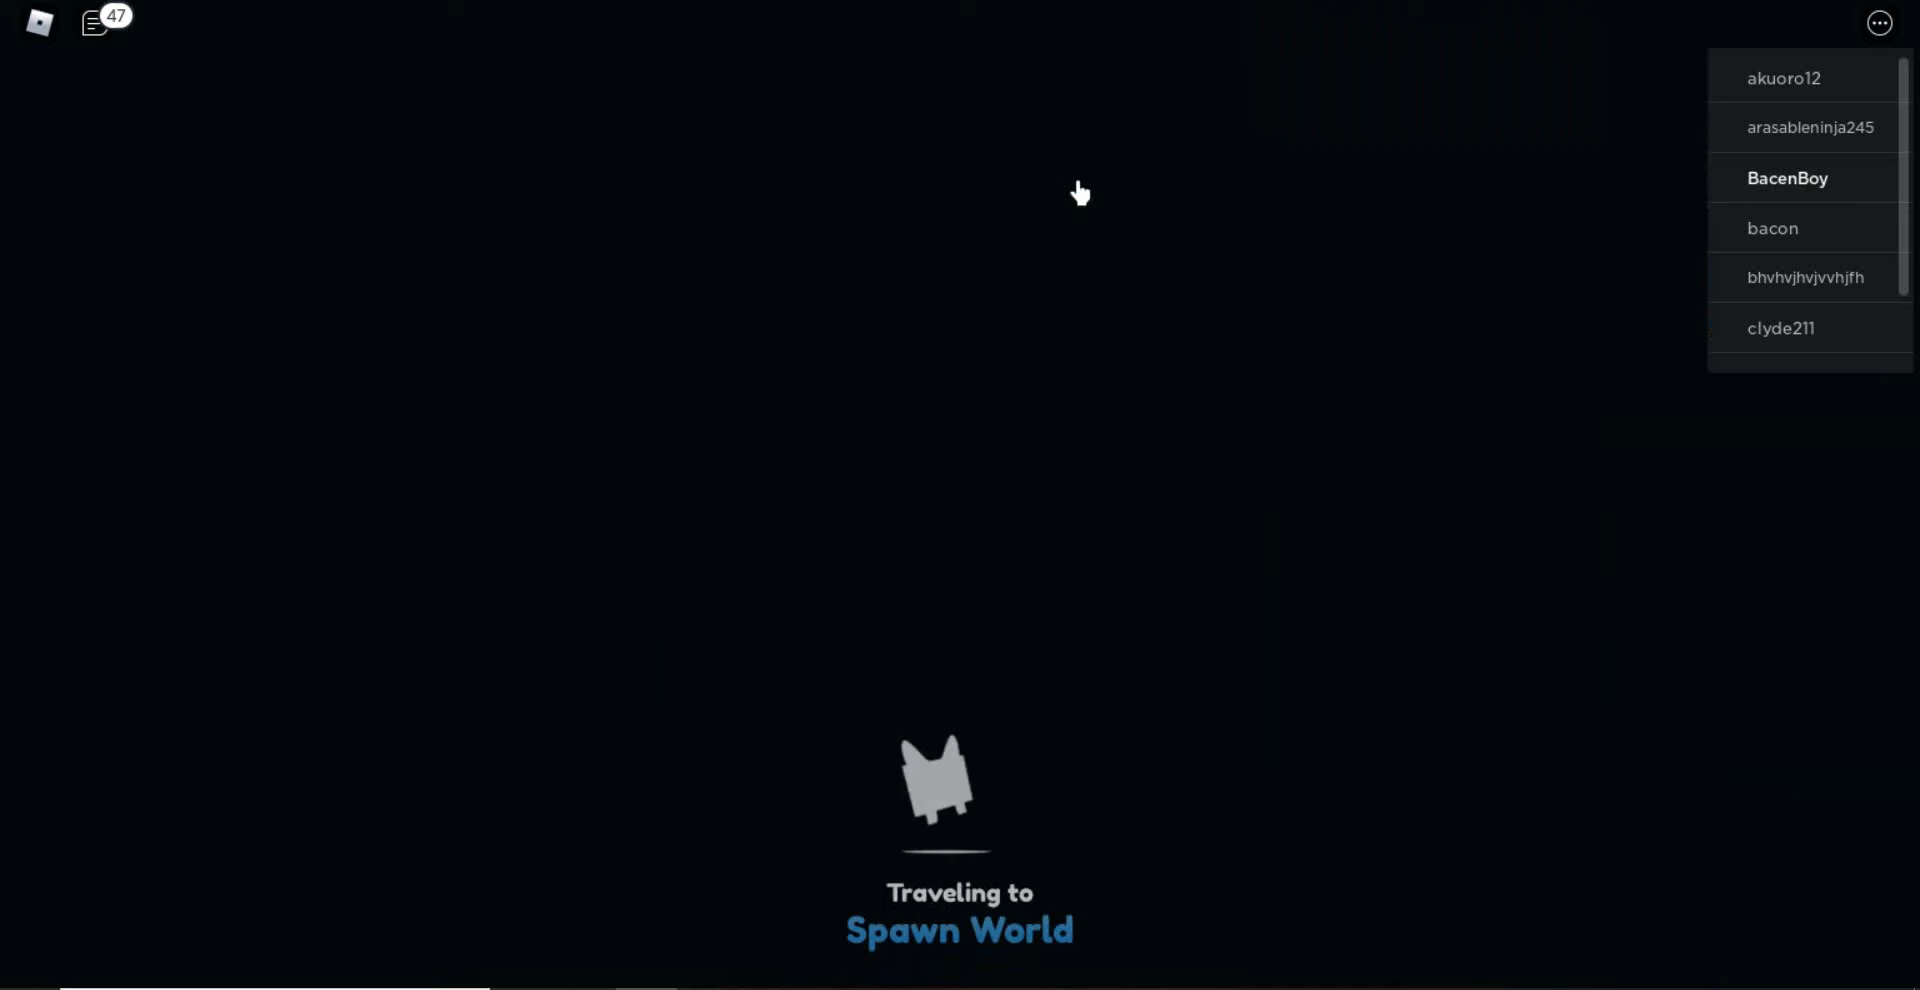 47
akuoro12
arasableninja245
BacenBoy
bacon
bhvhvjhvjvvhjfh
clyde211
Traveling to
Spawn World